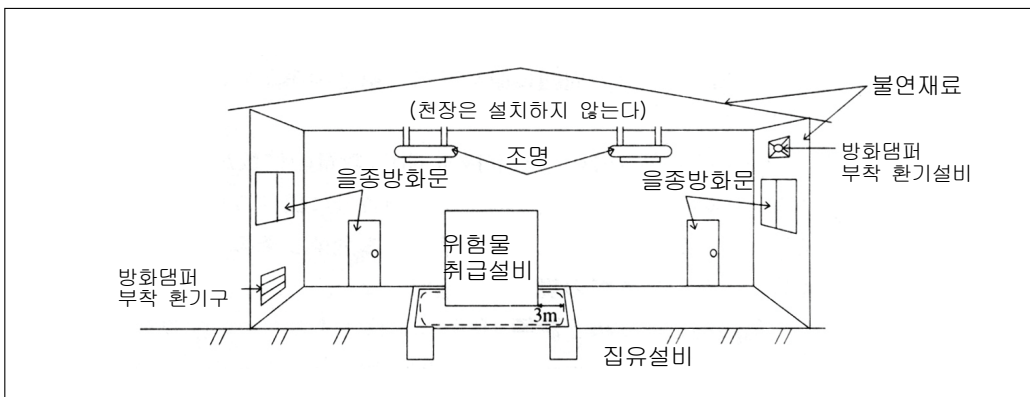 불연재료
(천장은 설치하지 않는다)
조명
방화댐퍼
부착 환기설비
을종방화문
을종방화문
위험물
취급설비
방화댐퍼
부착 환기구
3m
집유설비